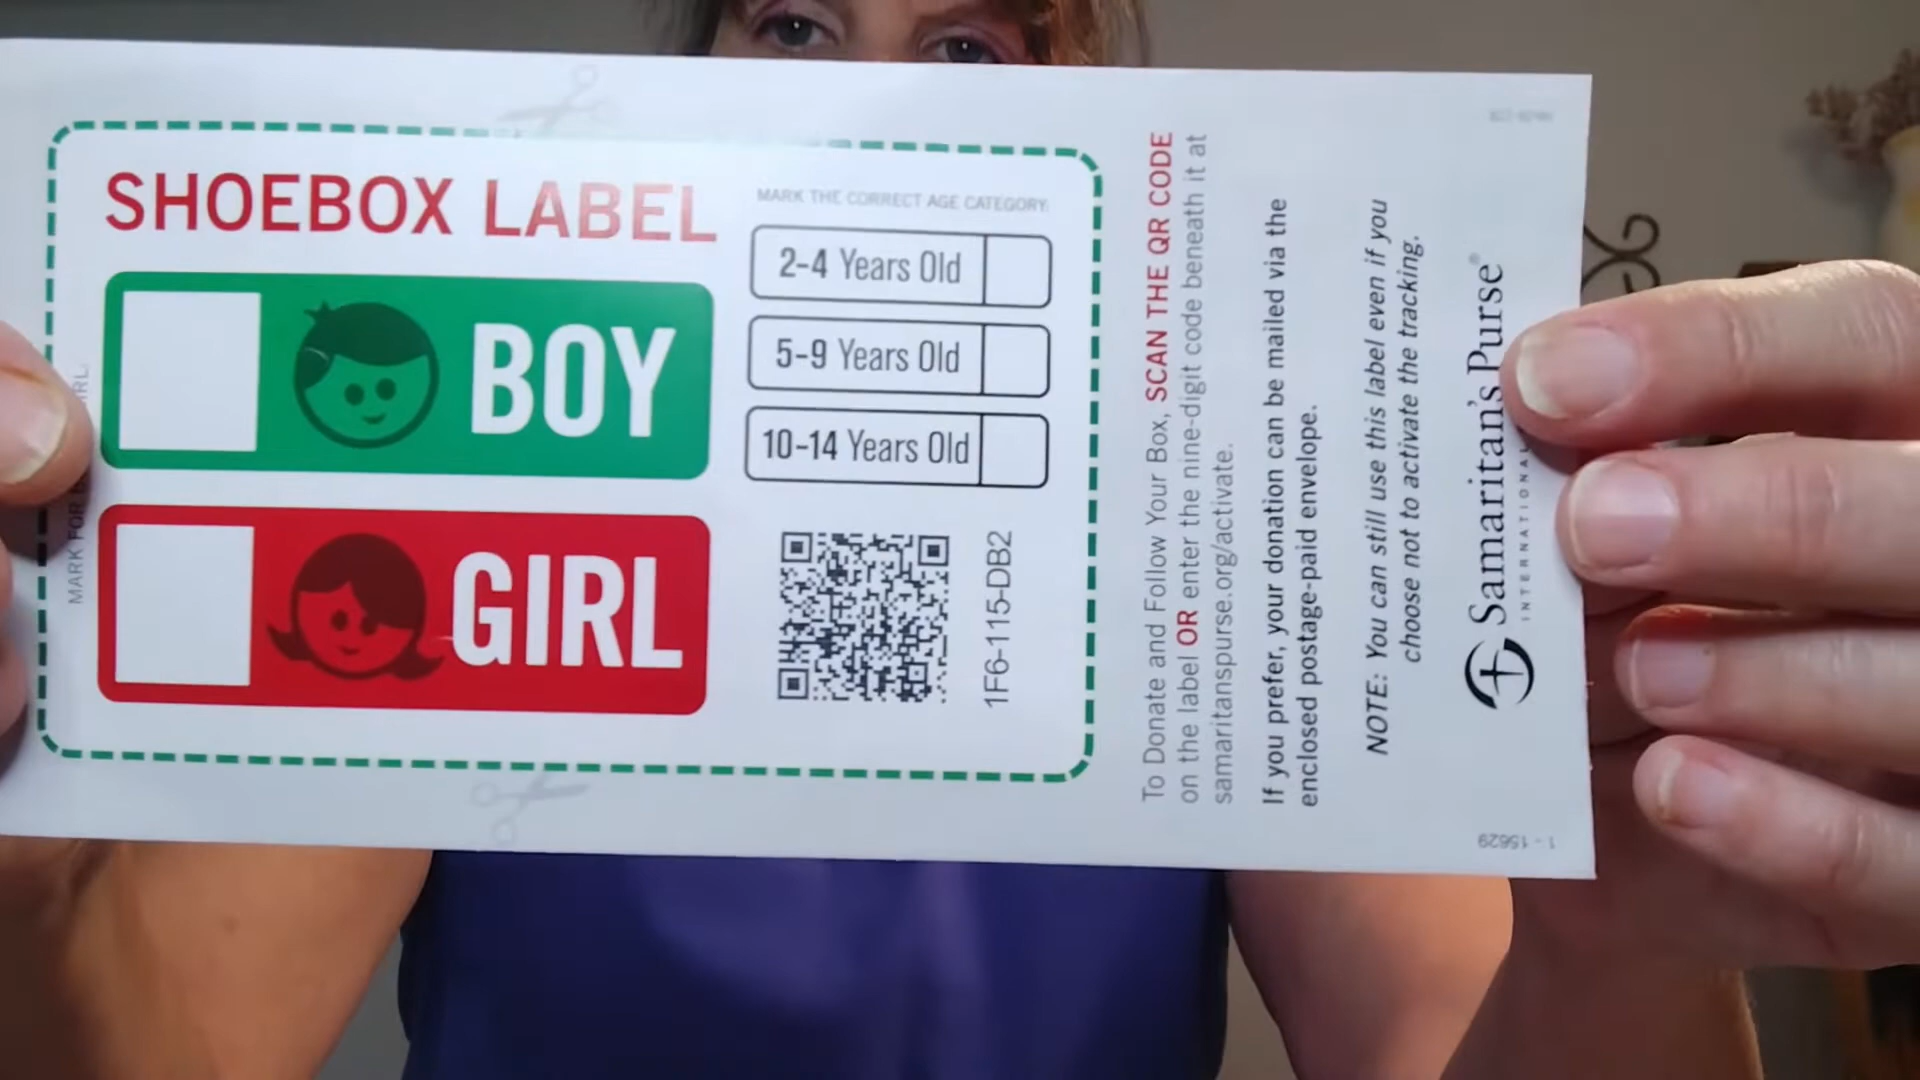 SHOEBOX LABEL
BOY
GIRL
MARK THE CORRECT AGE CATEGORY:
2-4 Years Old
5-9 Years Old
10-14 Years Old
1F6-115-DB2
MARK FOR
To Donate and Follow Your Box, SCAN THE QR CODE
on the label OR enter the nine-digit code beneath it at
samaritanspurse.org/activate.
If you prefer, your donation can be mailed via the
enclosed postage-paid envelope.
NOTE: You can still use this label even if you
choose not to activate the tracking.
Samaritan's Purse®
INTERNATIONAL
1 - 15629